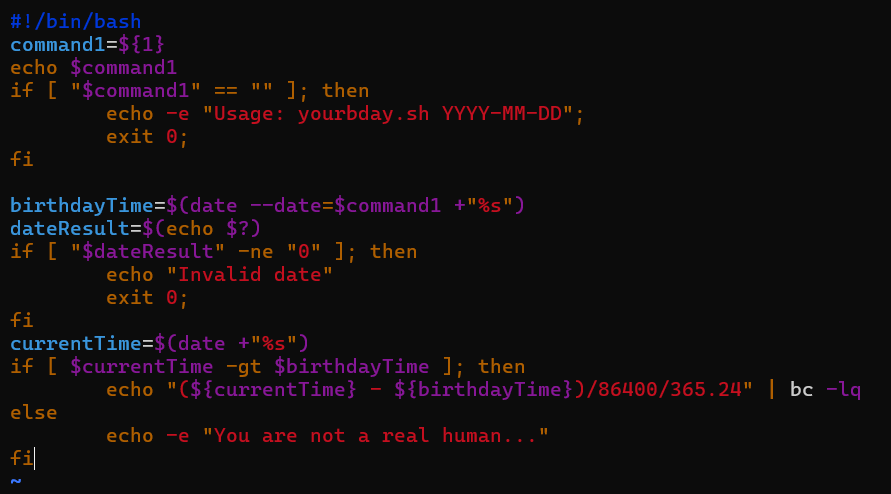 #!/bin/bash
command1=${1}
echo $command1
if [ "$command1" == "" ]; then
        echo -e "Usage: yourbday.sh YYYY-MM-DD";
        exit 0;
fi

birthdayTime=$(date --date=$command1 +"%s")
dateResult=$(echo $?)
if [ "$dateResult" -ne "0" ]; then
        echo "Invalid date"
        exit 0;
fi
currentTime=$(date +"%s")
if [ $currentTime -gt $birthdayTime ]; then
        echo "(${currentTime} - ${birthdayTime})/86400/365.24" | bc -lq
else
        echo -e "You are not a real human..."
fi
~